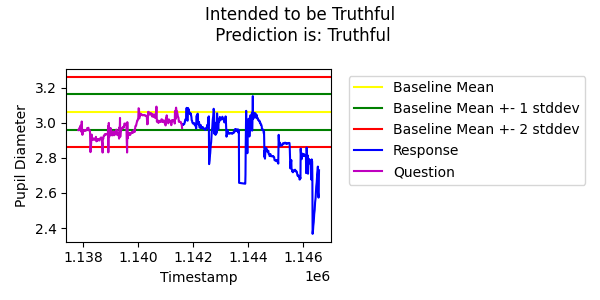 Intended to be Truthful
Prediction is: Truthful
Pupil Diameter
3.2
3.0
2.8
2.6
2.4
1.138 1.140 1.142 1.144 1.146
1e6
Timestamp
Baseline Mean
Baseline Mean +- 1 stddev
Baseline Mean +- 2 stddev
Response
Question